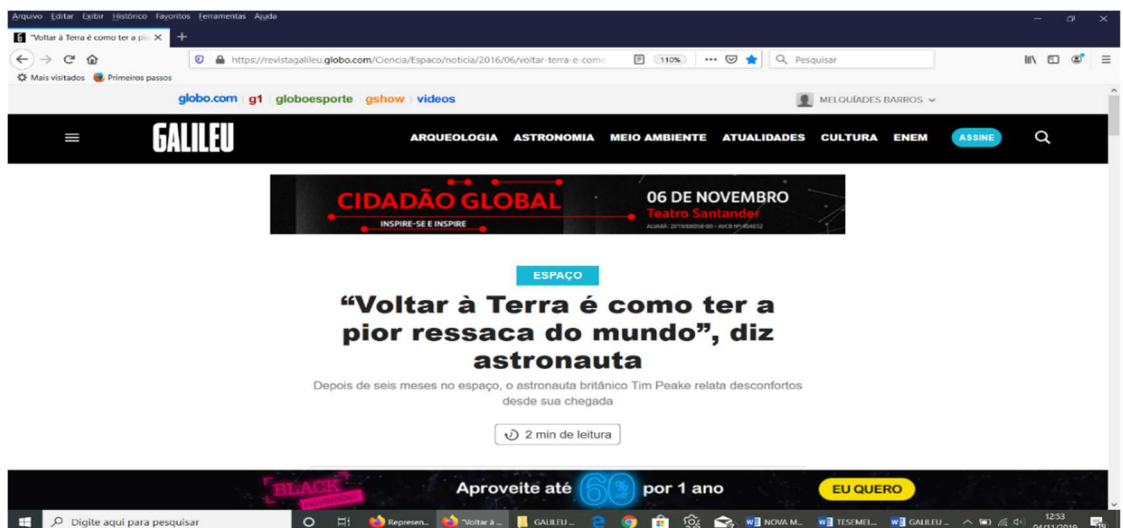 Arquivo Editar Exibir Histórico Favoritos Ferramentas Ajuda
"Voltar à Terra é como ter a pi
https://revistagalileu.globo.com/Ciencia/Espaco/noticia/2016/06/voltar-terra-e-como
110%
Pesquisar
Mais visitados Primeiros passos
globo.com g1 globoesporte gshow videos
MELQUÍADES BARROS
GALILEU
ARQUEOLOGIA ASTRONOMIA MEIO AMBIENTE ATUALIDADES CULTURA ENEM ASSINE
CIDADÃO GLOBAL
INSPIRE-SE E INSPIRE
06 DE NOVEMBRO
Teatro Santander
ESPAÇO
“Voltar à Terra é como ter a
pior ressaca do mundo”, diz
astronauta
Depois de seis meses no espaço, o astronauta britânico Tim Peake relata desconfortos
desde sua chegada
2 min de leitura
BLACK
november
Aproveite até 60% por 1 ano
EU QUERO
Digite aqui para pesquisar
Represen...
"Voltar à ...
GALILEU ...
NOVA M...
TESEMEL...
GALILEU ...
12:53
04/11/2019